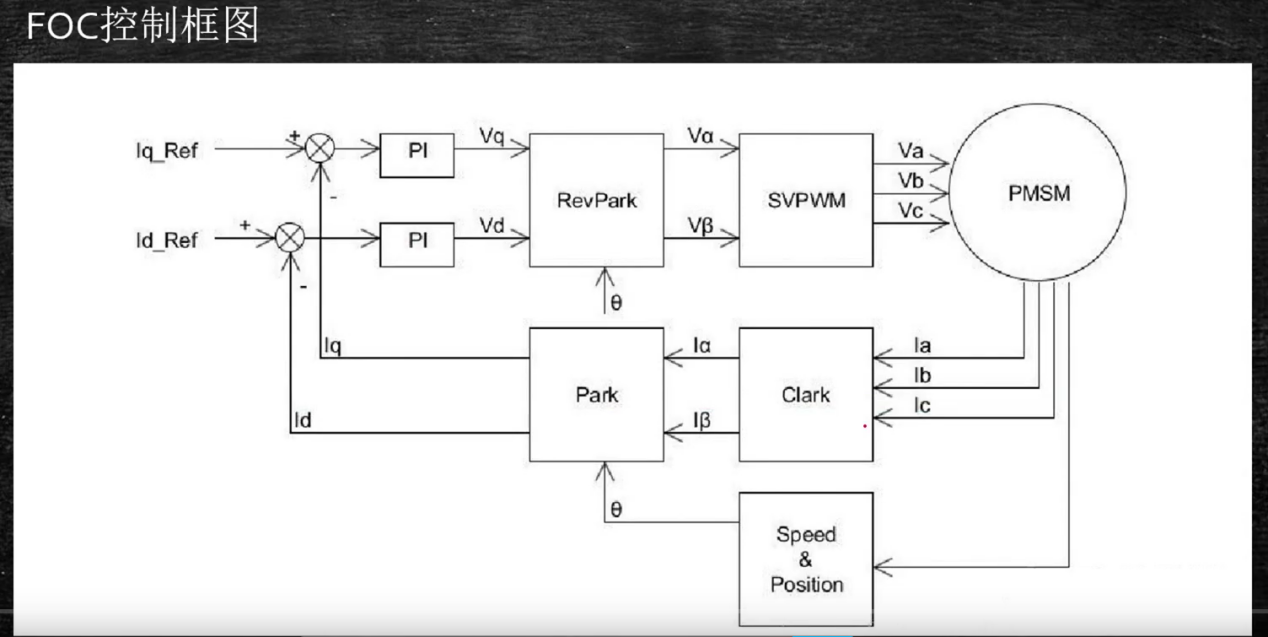 FOC控制框图
Iq_Ref
+
-
PI
Vq
Id_Ref
+
-
PI
Vd
RevPark
θ
Vα
Vβ
SVPWM
Va
Vb
Vc
PMSM
Iq
Id
Park
Iα
Iβ
Clark
Ia
Ib
Ic
θ
Speed
&
Position